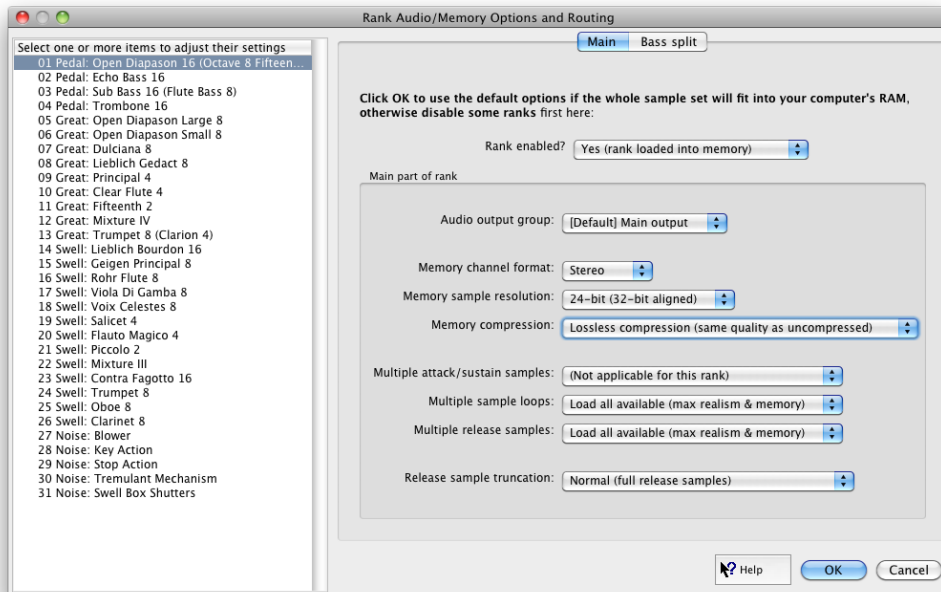 Rank Audio/Memory Options and Routing
Select one or more items to adjust their settings
01 Pedal: Open Diapason 16 (Octave 8 Fifteen...
02 Pedal: Echo Bass 16
03 Pedal: Sub Bass 16 (Flute Bass 8)
04 Pedal: Trombone 16
05 Great: Open Diapason Large 8
06 Great: Open Diapason Small 8
07 Great: Dulciana 8
08 Great: Lieblich Gedact 8
09 Great: Principal 4
10 Great: Clear Flute 4
11 Great: Fifteenth 2
12 Great: Mixture IV
13 Great: Trumpet 8 (Clarion 4)
14 Swell: Lieblich Bourdon 16
15 Swell: Geigen Principal 8
16 Swell: Rohr Flute 8
17 Swell: Viola Di Gamba 8
18 Swell: Voix Celestes 8
19 Swell: Salicet 4
20 Swell: Flauto Magico 4
21 Swell: Piccolo 2
22 Swell: Mixture III
23 Swell: Contra Fagotto 16
24 Swell: Trumpet 8
25 Swell: Oboe 8
26 Swell: Clarinet 8
27 Noise: Blower
28 Noise: Key Action
29 Noise: Stop Action
30 Noise: Tremulant Mechanism
31 Noise: Swell Box Shutters
Main Bass split
Click OK to use the default options if the whole sample set will fit into your computer's RAM,
otherwise disable some ranks first here:
Rank enabled? Yes (rank loaded into memory)
Main part of rank
Audio output group: [Default] Main output
Memory channel format: Stereo
Memory sample resolution: 24-bit (32-bit aligned)
Memory compression: Lossless compression (same quality as uncompressed)
Multiple attack/sustain samples: (Not applicable for this rank)
Multiple sample loops: Load all available (max realism & memory)
Multiple release samples: Load all available (max realism & memory)
Release sample truncation: Normal (full release samples)
Help OK Cancel